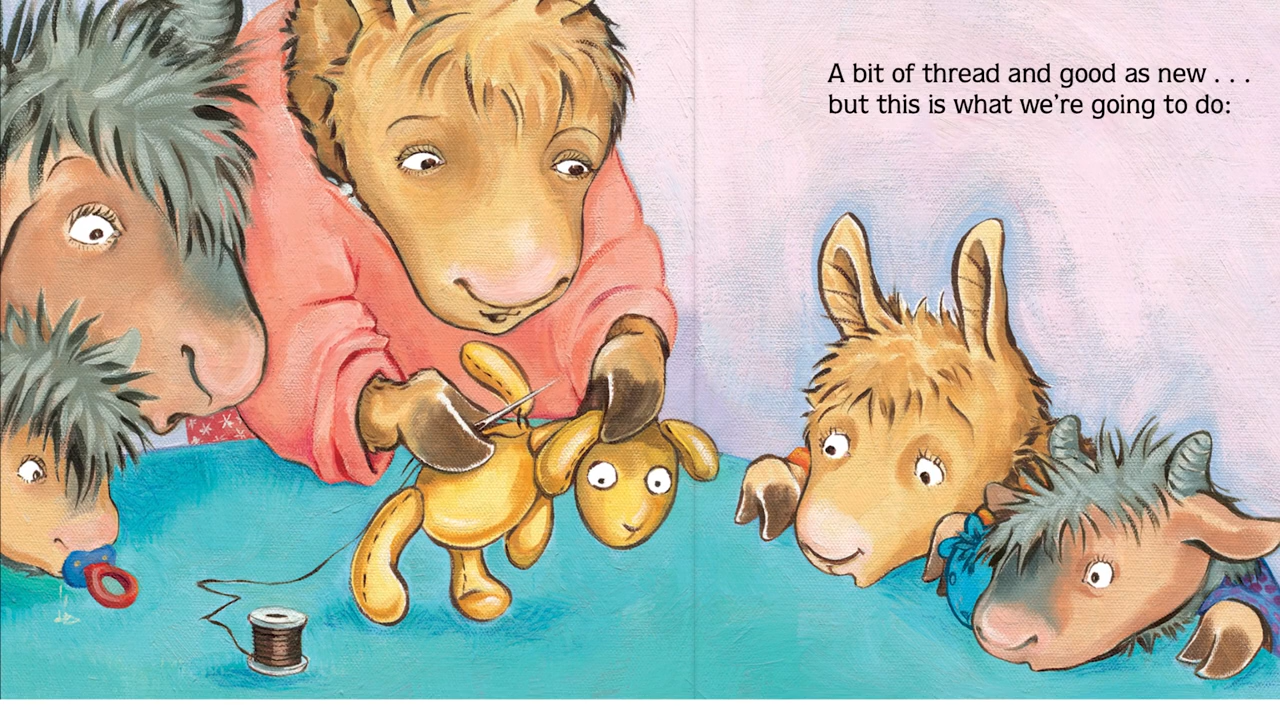 A bit of thread and good as new . . .
but this is what we’re going to do: